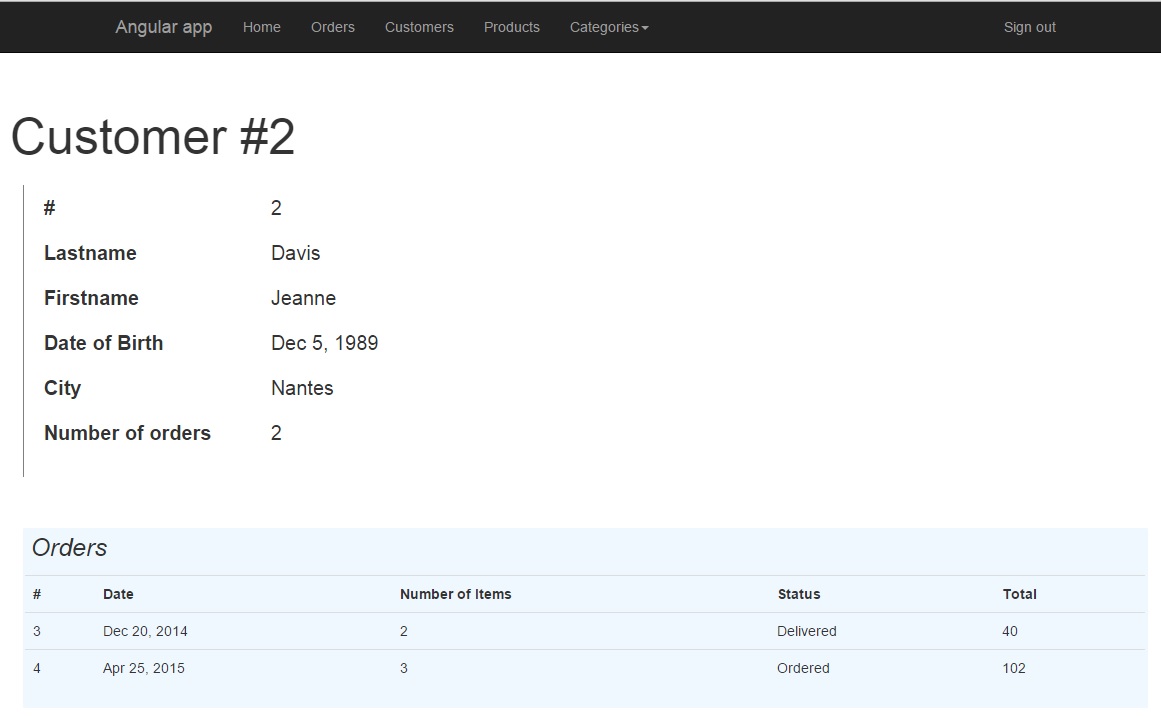 Angular app Home Orders Customers Products Categories Sign out
Customer #2
# 2
Lastname Davis
Firstname Jeanne
Date of Birth Dec 5, 1989
City Nantes
Number of orders 2
Orders
# Date Number of Items Status Total
3 Dec 20, 2014 2 Delivered 40
4 Apr 25, 2015 3 Ordered 102